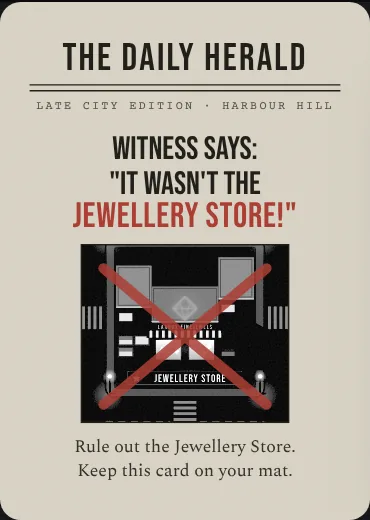 THE DAILY HERALD
LATE CITY EDITION · HARBOUR HILL
WITNESS SAYS:
"IT WASN'T THE
JEWELLERY STORE!"
JEWELLERY STORE
Rule out the Jewellery Store.
Keep this card on your mat.